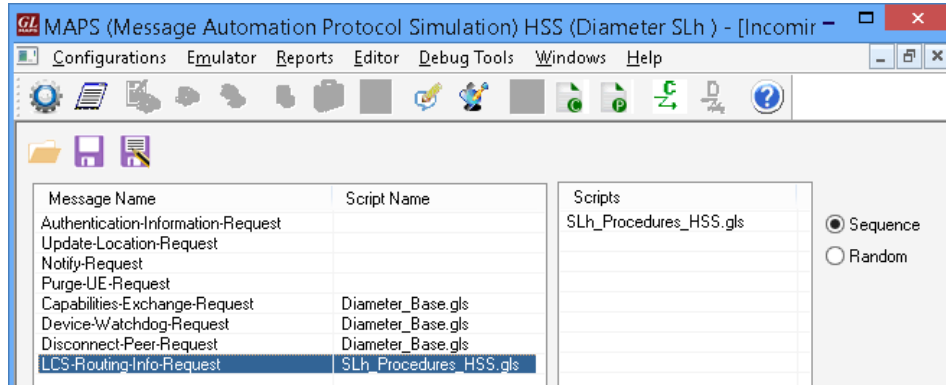 GL MAPS (Message Automation Protocol Simulation) HSS (Diameter SLh ) - [Incomir
MAPS
Configurations Emulator Reports Editor Debug Tools Windows Help
C D
C P
Message Name Script Name Scripts
Authentication-Information-Request SLh_Procedures_HSS.gls
Update-Location-Request Sequence
Notify-Request Random
Purge-UE-Request
Capabilities-Exchange-Request Diameter_Base.gls
Device-Watchdog-Request Diameter_Base.gls
Disconnect-Peer-Request Diameter_Base.gls
LCS-Routing-Info-Request SLh_Procedures_HSS.gls